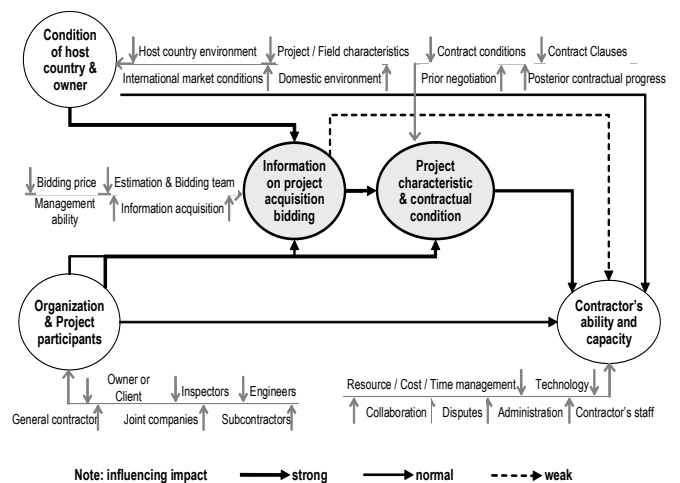 Condition
of host
country &
owner
Host country environment
Project / Field characteristics
Contract conditions
Contract Clauses
International market conditions
Domestic environment
Prior negotiation
Posterior contractual progress
Bidding price
Estimation & Bidding team
Management
ability
Information acquisition
Information
on project
acquisition
bidding
Project
characteristic
& contractual
condition
Organization
& Project
participants
Contractor's
ability and
capacity
Owner or
Client
Inspectors
Engineers
General contractor
Joint companies
Subcontractors
Resource / Cost / Time management
Technology
Collaboration
Disputes
Administration
Contractor's staff
Note: influencing impact
strong
normal
weak